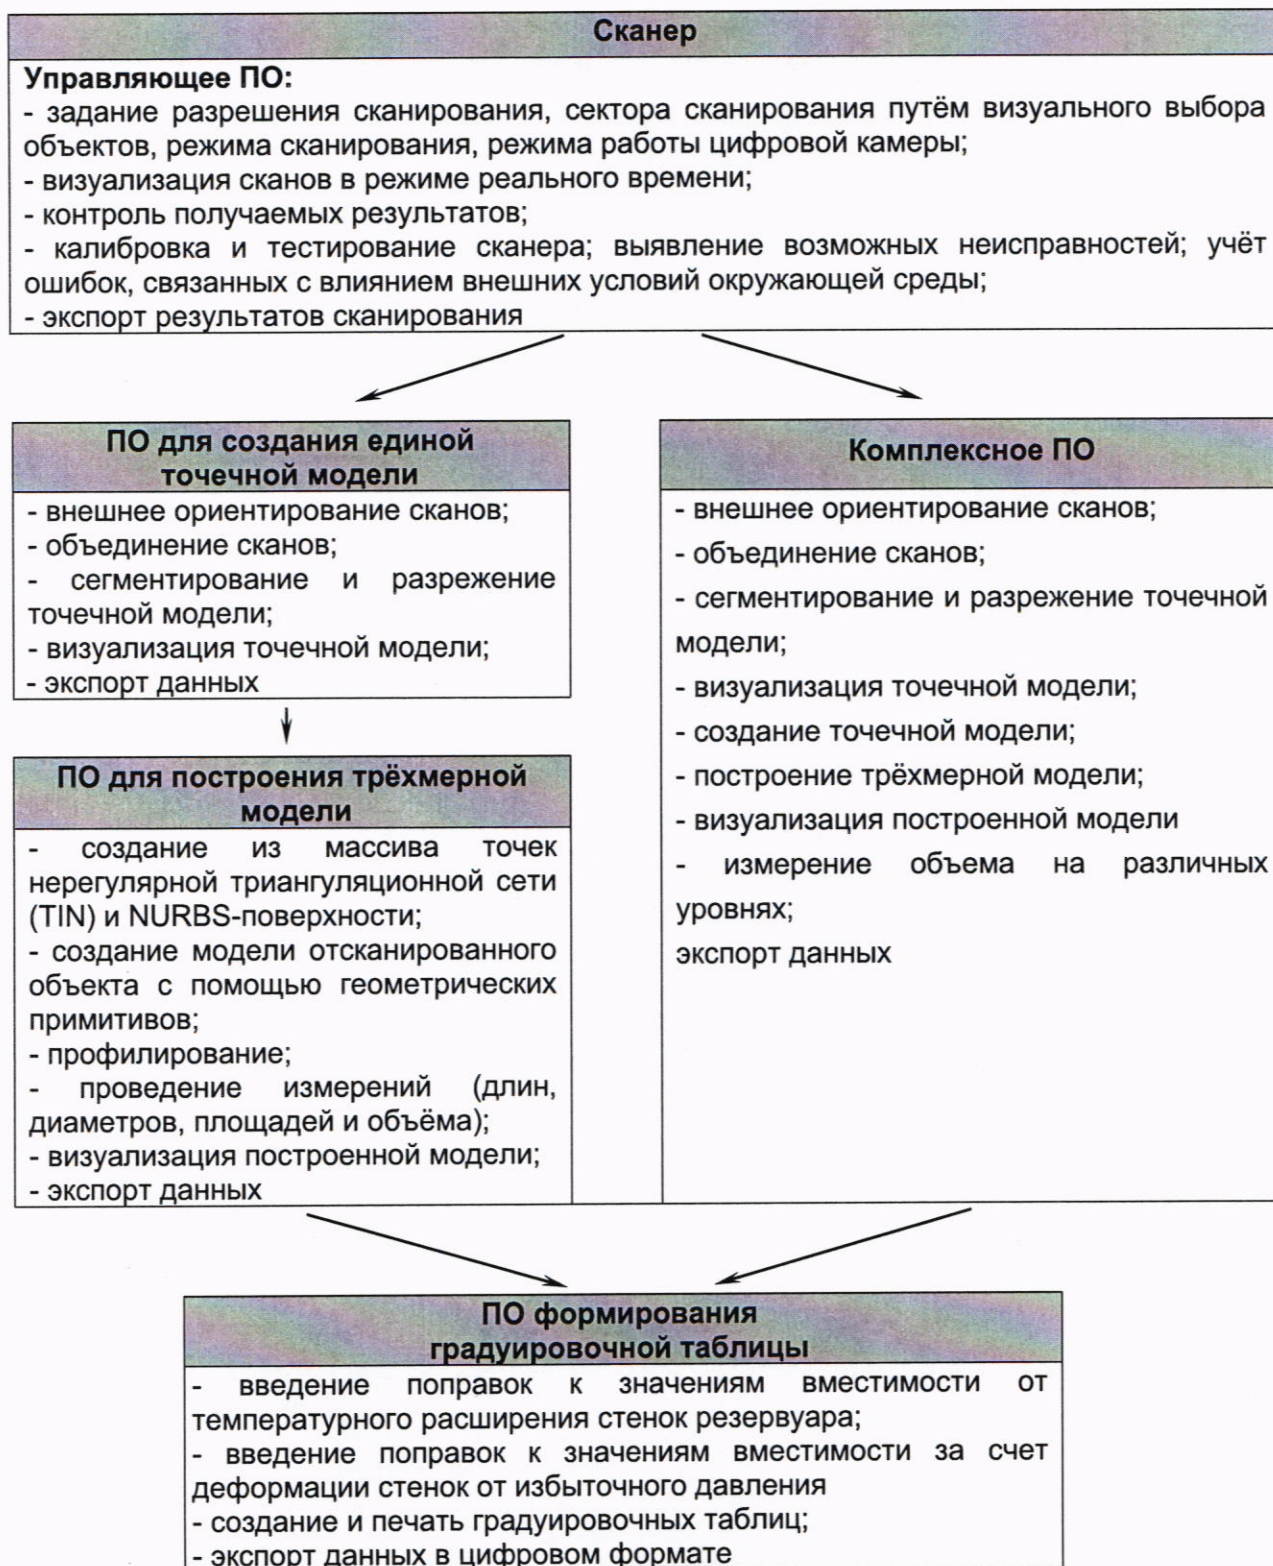 Сканер
Управляющее ПО:
- задание разрешения сканирования, сектора сканирования путём визуального выбора
объектов, режима сканирования, режима работы цифровой камеры;
- визуализация сканов в режиме реального времени;
- контроль получаемых результатов;
- калибровка и тестирование сканера; выявление возможных неисправностей; учёт
ошибок, связанных с влиянием внешних условий окружающей среды;
- экспорт результатов сканирования
ПО для создания единой
точечной модели
- внешнее ориентирование сканов;
- объединение сканов;
- сегментирование и разрежение
точечной модели;
- визуализация точечной модели;
- экспорт данных
ПО для построения трёхмерной
модели
- создание из массива точек
нерегулярной триангуляционной сети
(TIN) и NURBS-поверхности;
- создание модели отсканированного
объекта с помощью геометрических
примитивов;
- профилирование;
- проведение измерений (длин,
диаметров, площадей и объёма);
- визуализация построенной модели;
- экспорт данных
Комплексное ПО
- внешнее ориентирование сканов;
- объединение сканов;
- сегментирование и разрежение точечной
модели;
- визуализация точечной модели;
- создание точечной модели;
- построение трёхмерной модели;
- визуализация построенной модели
- измерение объема на различных
уровнях;
экспорт данных
ПО формирования
градуировочной таблицы
- введение поправок к значениям вместимости от
температурного расширения стенок резервуара;
- введение поправок к значениям вместимости за счет
деформации стенок от избыточного давления
- создание и печать градуировочных таблиц;
- экспорт данных в цифровом формате